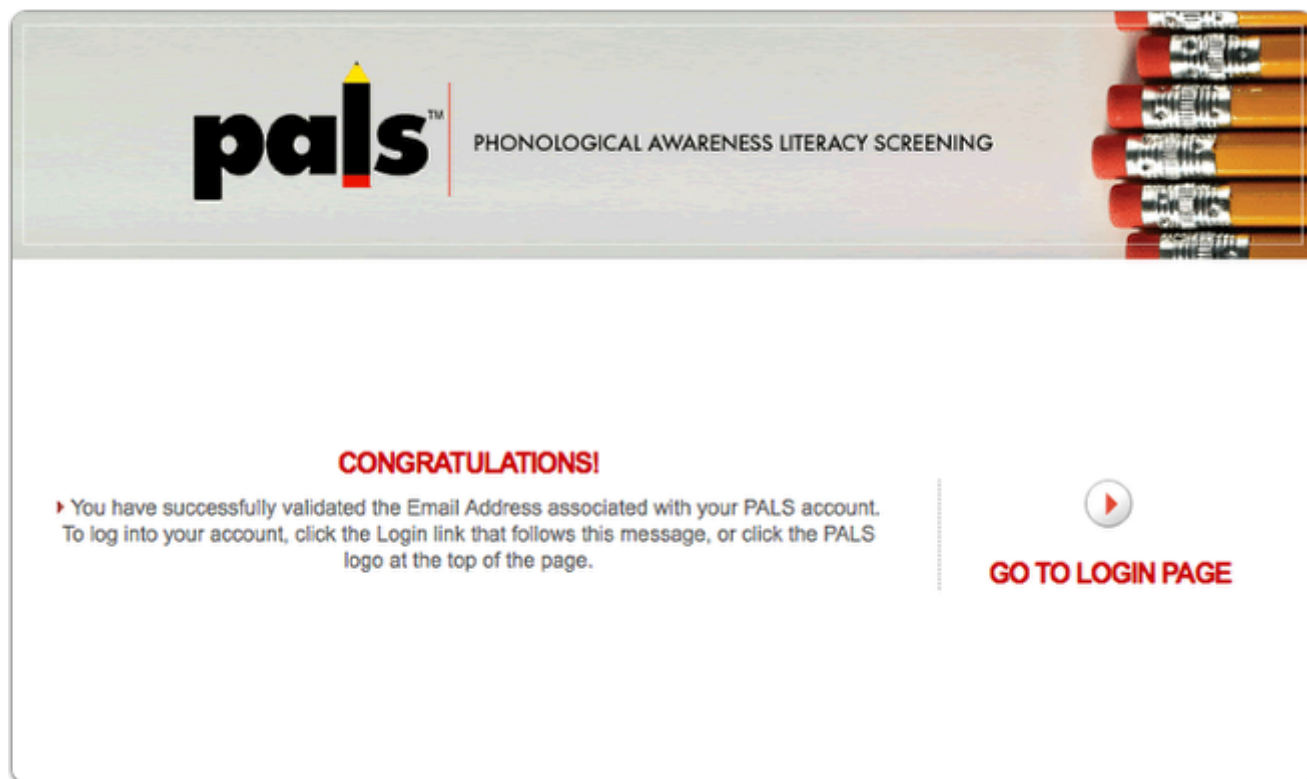 pals™
PHONOLOGICAL AWARENESS LITERACY SCREENING
CONGRATULATIONS!
You have successfully validated the Email Address associated with your PALS account.
To log into your account, click the Login link that follows this message, or click the PALS
logo at the top of the page.
GO TO LOGIN PAGE